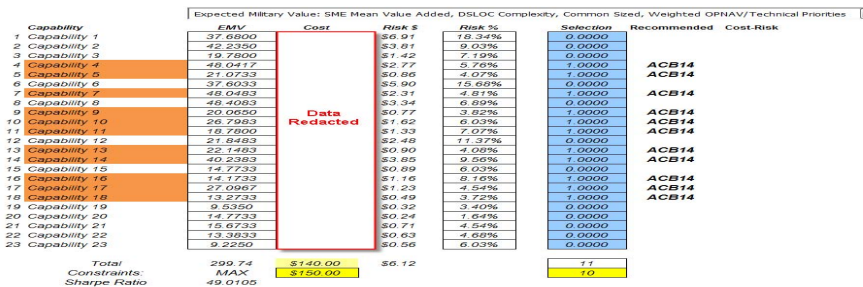 Expected Military Value: SME Mean Value Added, DSLOC Complexity, Common Sized, Weighted OPNAV/Technical Priorities
Capability EMV Cost Risk $ Risk % Selection Recommended Cost-Risk
1 Capability 1 37.6800 $6.91 18.34% 0.0000
2 Capability 2 42.2350 $3.81 9.03% 0.0000
3 Capability 3 19.7800 $1.42 7.19% 0.0000
4 Capability 4 48.0417 $2.77 5.76% 1.0000 ACB14
5 Capability 5 21.0733 $0.86 4.07% 1.0000 ACB14
6 Capability 6 37.6033 $5.90 15.68% 0.0000
7 Capability 7 48.0483 $2.31 4.81% 1.0000 ACB14
8 Capability 8 48.4083 $3.34 6.89% 0.0000
9 Capability 9 20.0650 Data $0.77 3.82% 1.0000 ACB14
10 Capability 10 26.7983 Redacted $1.62 6.03% 1.0000 ACB14
11 Capability 11 18.7800 $1.33 7.07% 1.0000 ACB14
12 Capability 12 21.8483 $2.48 11.37% 0.0000
13 Capability 13 22.1483 $0.90 4.08% 1.0000 ACB14
14 Capability 14 40.2383 $3.85 9.56% 1.0000 ACB14
15 Capability 15 14.7733 $0.89 6.03% 0.0000
16 Capability 16 14.1733 $1.16 8.16% 1.0000 ACB14
17 Capability 17 27.0967 $1.23 4.54% 1.0000 ACB14
18 Capability 18 13.2733 $0.49 3.72% 1.0000 ACB14
19 Capability 19 9.5350 $0.32 3.40% 0.0000
20 Capability 20 14.7733 $0.24 1.64% 0.0000
21 Capability 21 15.6733 $0.71 4.54% 0.0000
22 Capability 22 13.3833 $0.63 4.68% 0.0000
23 Capability 23 9.2250 $0.56 6.03% 0.0000
Total 299.74 $140.00 $6.12 11
Constraints: MAX $150.00 10
Sharpe Ratio 49.0105